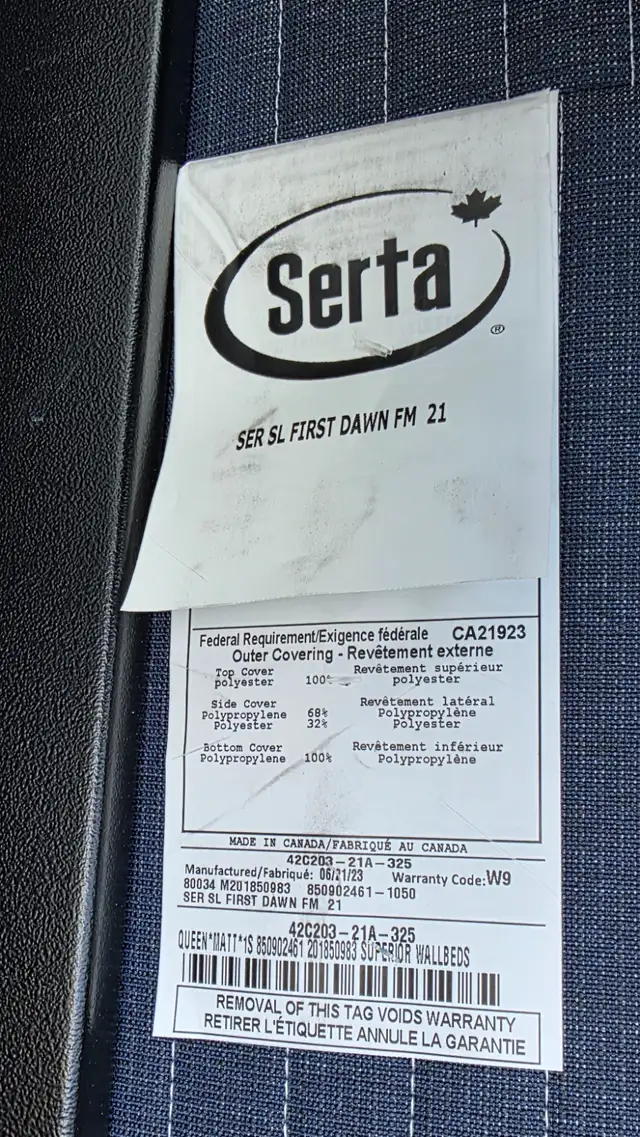 Serta
®
SER SL FIRST DAWN FM 21
Federal Requirement/Exigence fédérale CA21923
Outer Covering - Revêtement externe
Top Cover Revêtement supérieur
polyester 100% polyester
Side Cover Revêtement latéral
Polypropylene 68% Polypropylène
Polyester 32% Polyester
Bottom Cover Revêtement inférieur
Polypropylene 100% Polypropylène
MADE IN CANADA/FABRIQUÉ AU CANADA
42C203-21A-325
Manufactured/Fabriqué: 06/21/23 Warranty Code:W9
80034 M201850983 850902461-1050
SER SL FIRST DAWN FM 21
42C203-21A-325
QUEEN*MATT*1S 850902461 201850983 SUPERIOR WALLBEDS
REMOVAL OF THIS TAG VOIDS WARRANTY
RETIRER L'ÉTIQUETTE ANNULE LA GARANTIE